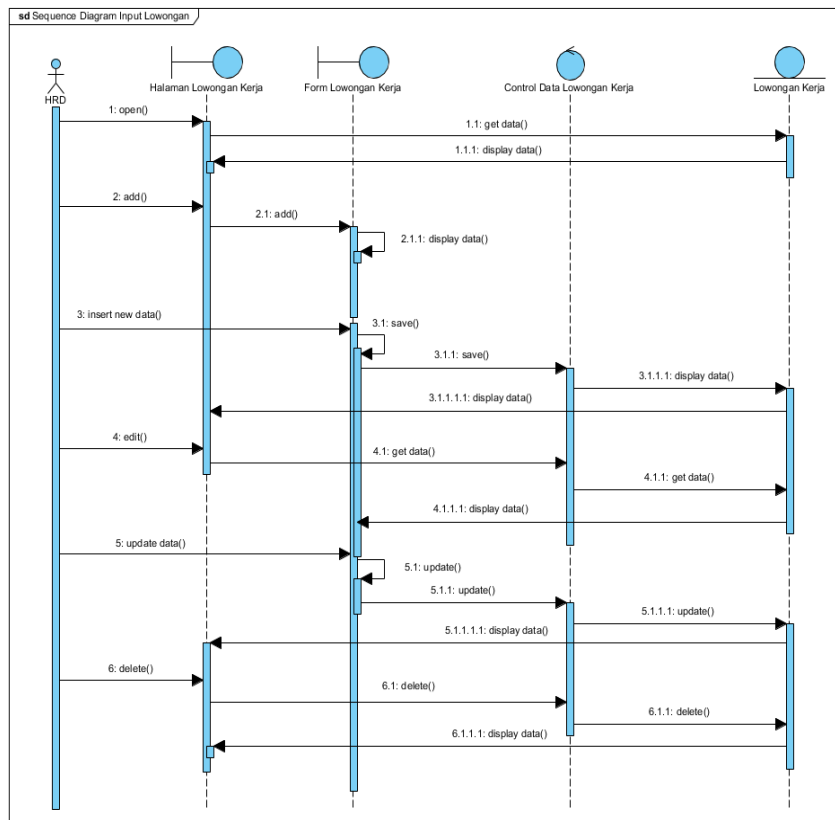 sd Sequence Diagram Input Lowongan
HRD
Halaman Lowongan Kerja
Form Lowongan Kerja
Control Data Lowongan Kerja
Lowongan Kerja
1: open()
1.1: get data()
1.1.1: display data()
2: add()
2.1: add()
2.1.1: display data()
3: insert new data()
3.1: save()
3.1.1: save()
3.1.1.1: display data()
3.1.1.1.1: display data()
4: edit()
4.1: get data()
4.1.1: get data()
4.1.1.1: display data()
5: update data()
5.1: update()
5.1.1: update()
5.1.1.1: update()
5.1.1.1.1: display data()
6: delete()
6.1: delete()
6.1.1: delete()
6.1.1.1: display data()